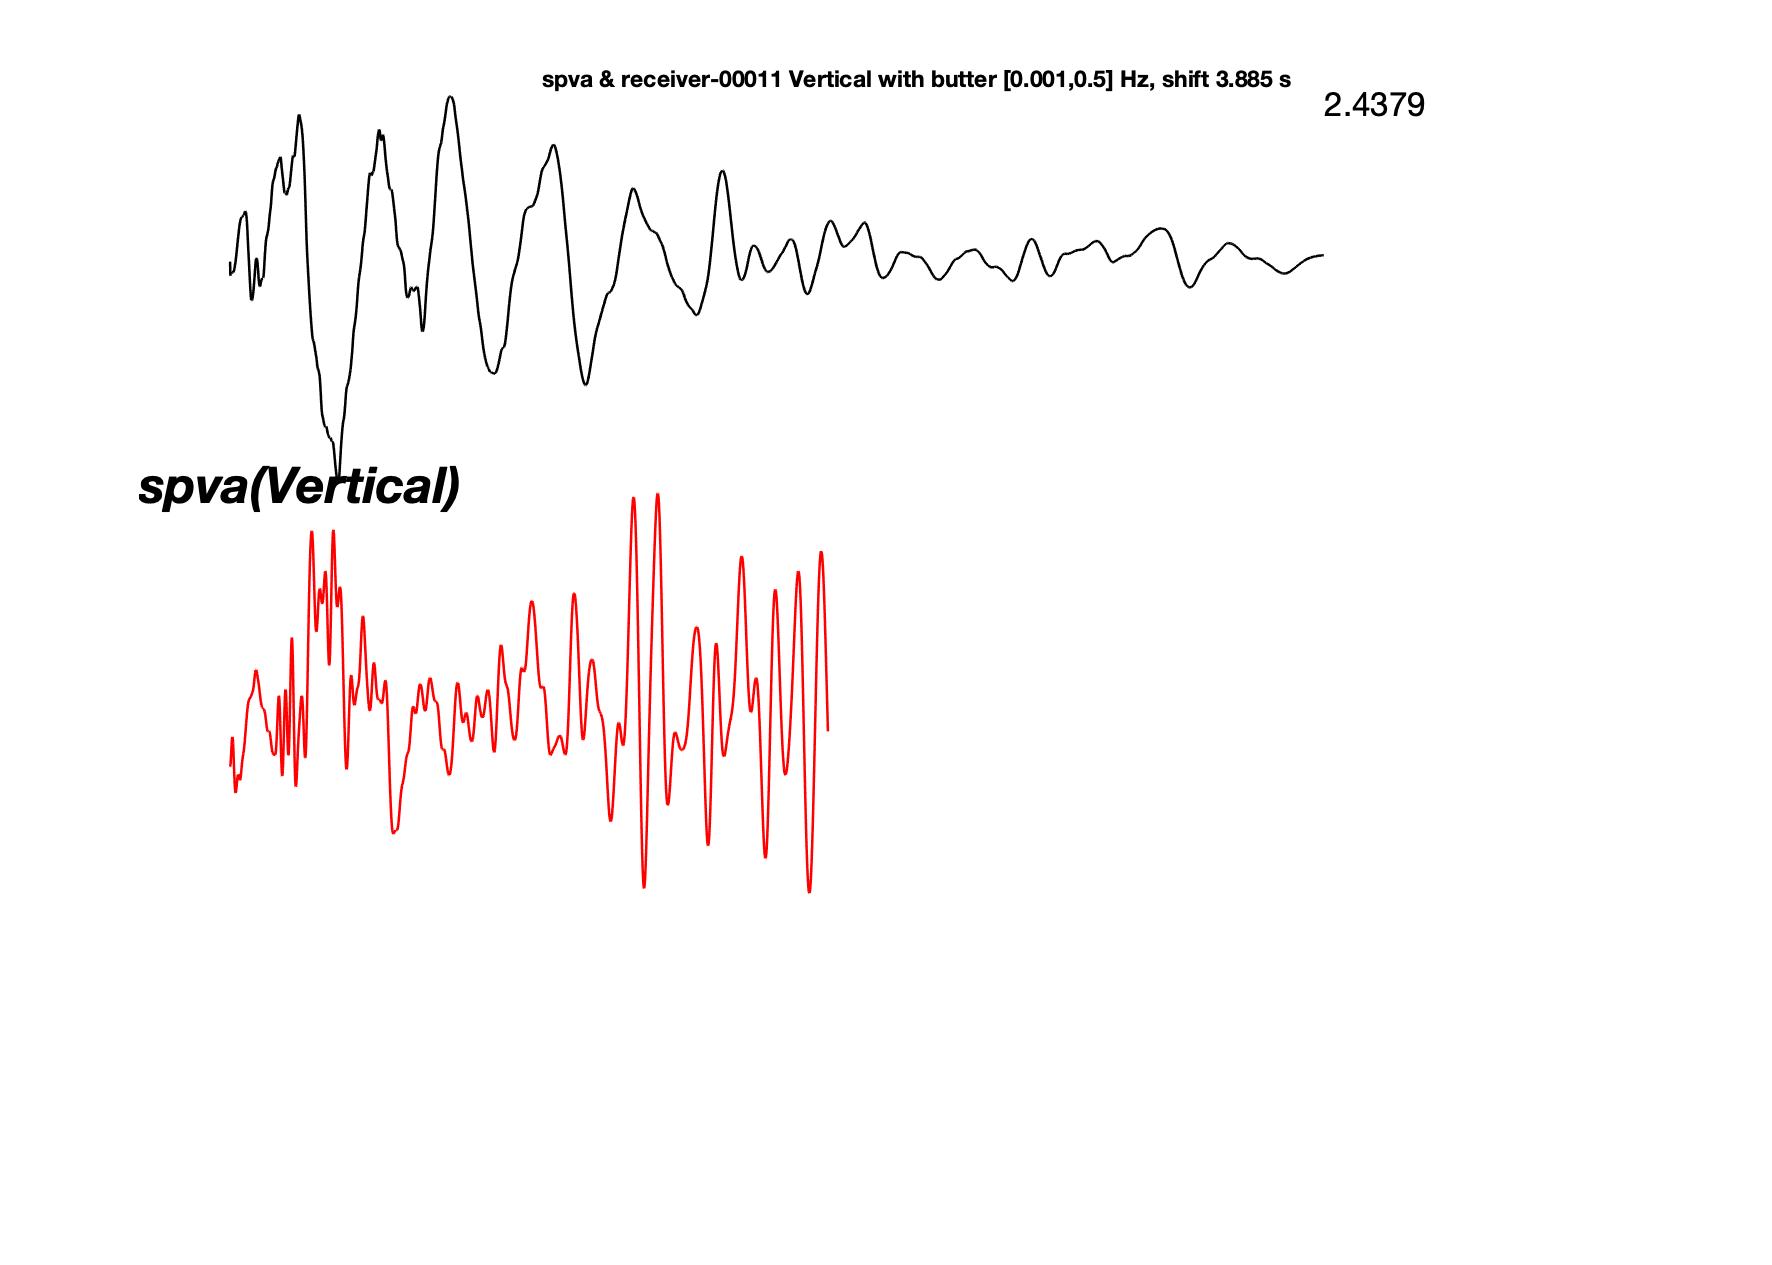 spva & receiver-00011 Vertical with butter [0.001,0.5] Hz, shift 3.885 s
2.4379
spva(Vertical)